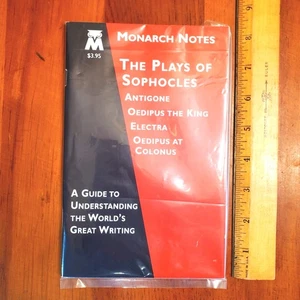 M
$3.95
MONARCH NOTES
THE PLAYS OF
SOPHOCLES
ANTIGONE
OEDIPUS THE KING
ELECTRA
OEDIPUS AT
COLONUS
A GUIDE TO
UNDERSTANDING
THE WORLD'S
GREAT WRITING